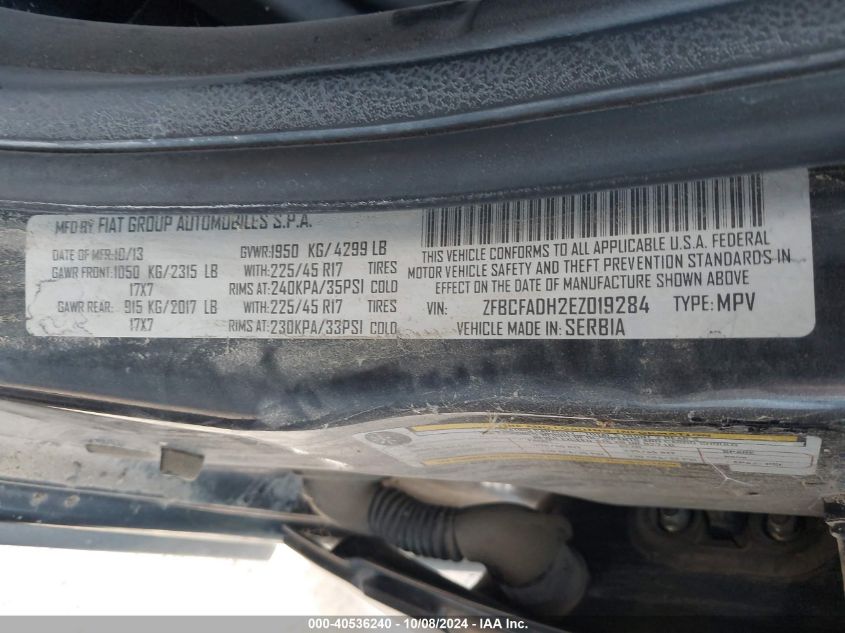 MFD BY FIAT GROUP AUTOMOBILES S.P.A.
DATE OF MFR: 10/13 GVWR: 1950 KG/ 4299 LB
GAWR FRONT: 1050 KG/2315 LB WITH: 225/45 R17 TIRES
17X7 RIMS AT: 240KPA/35PSI COLD
GAWR REAR: 915 KG/2017 LB WITH: 225/45 R17 TIRES
17X7 RIMS AT: 230KPA/33PSI COLD
THIS VEHICLE CONFORMS TO ALL APPLICABLE U.S.A. FEDERAL
MOTOR VEHICLE SAFETY AND THEFT PREVENTION STANDARDS IN
EFFECT ON THE DATE OF MANUFACTURE SHOWN ABOVE.
VIN: ZFBCFADH2EZ019284 TYPE: MPV
VEHICLE MADE IN: SERBIA
SPARE
000-40536240 - 10/08/2024 - IAA Inc.